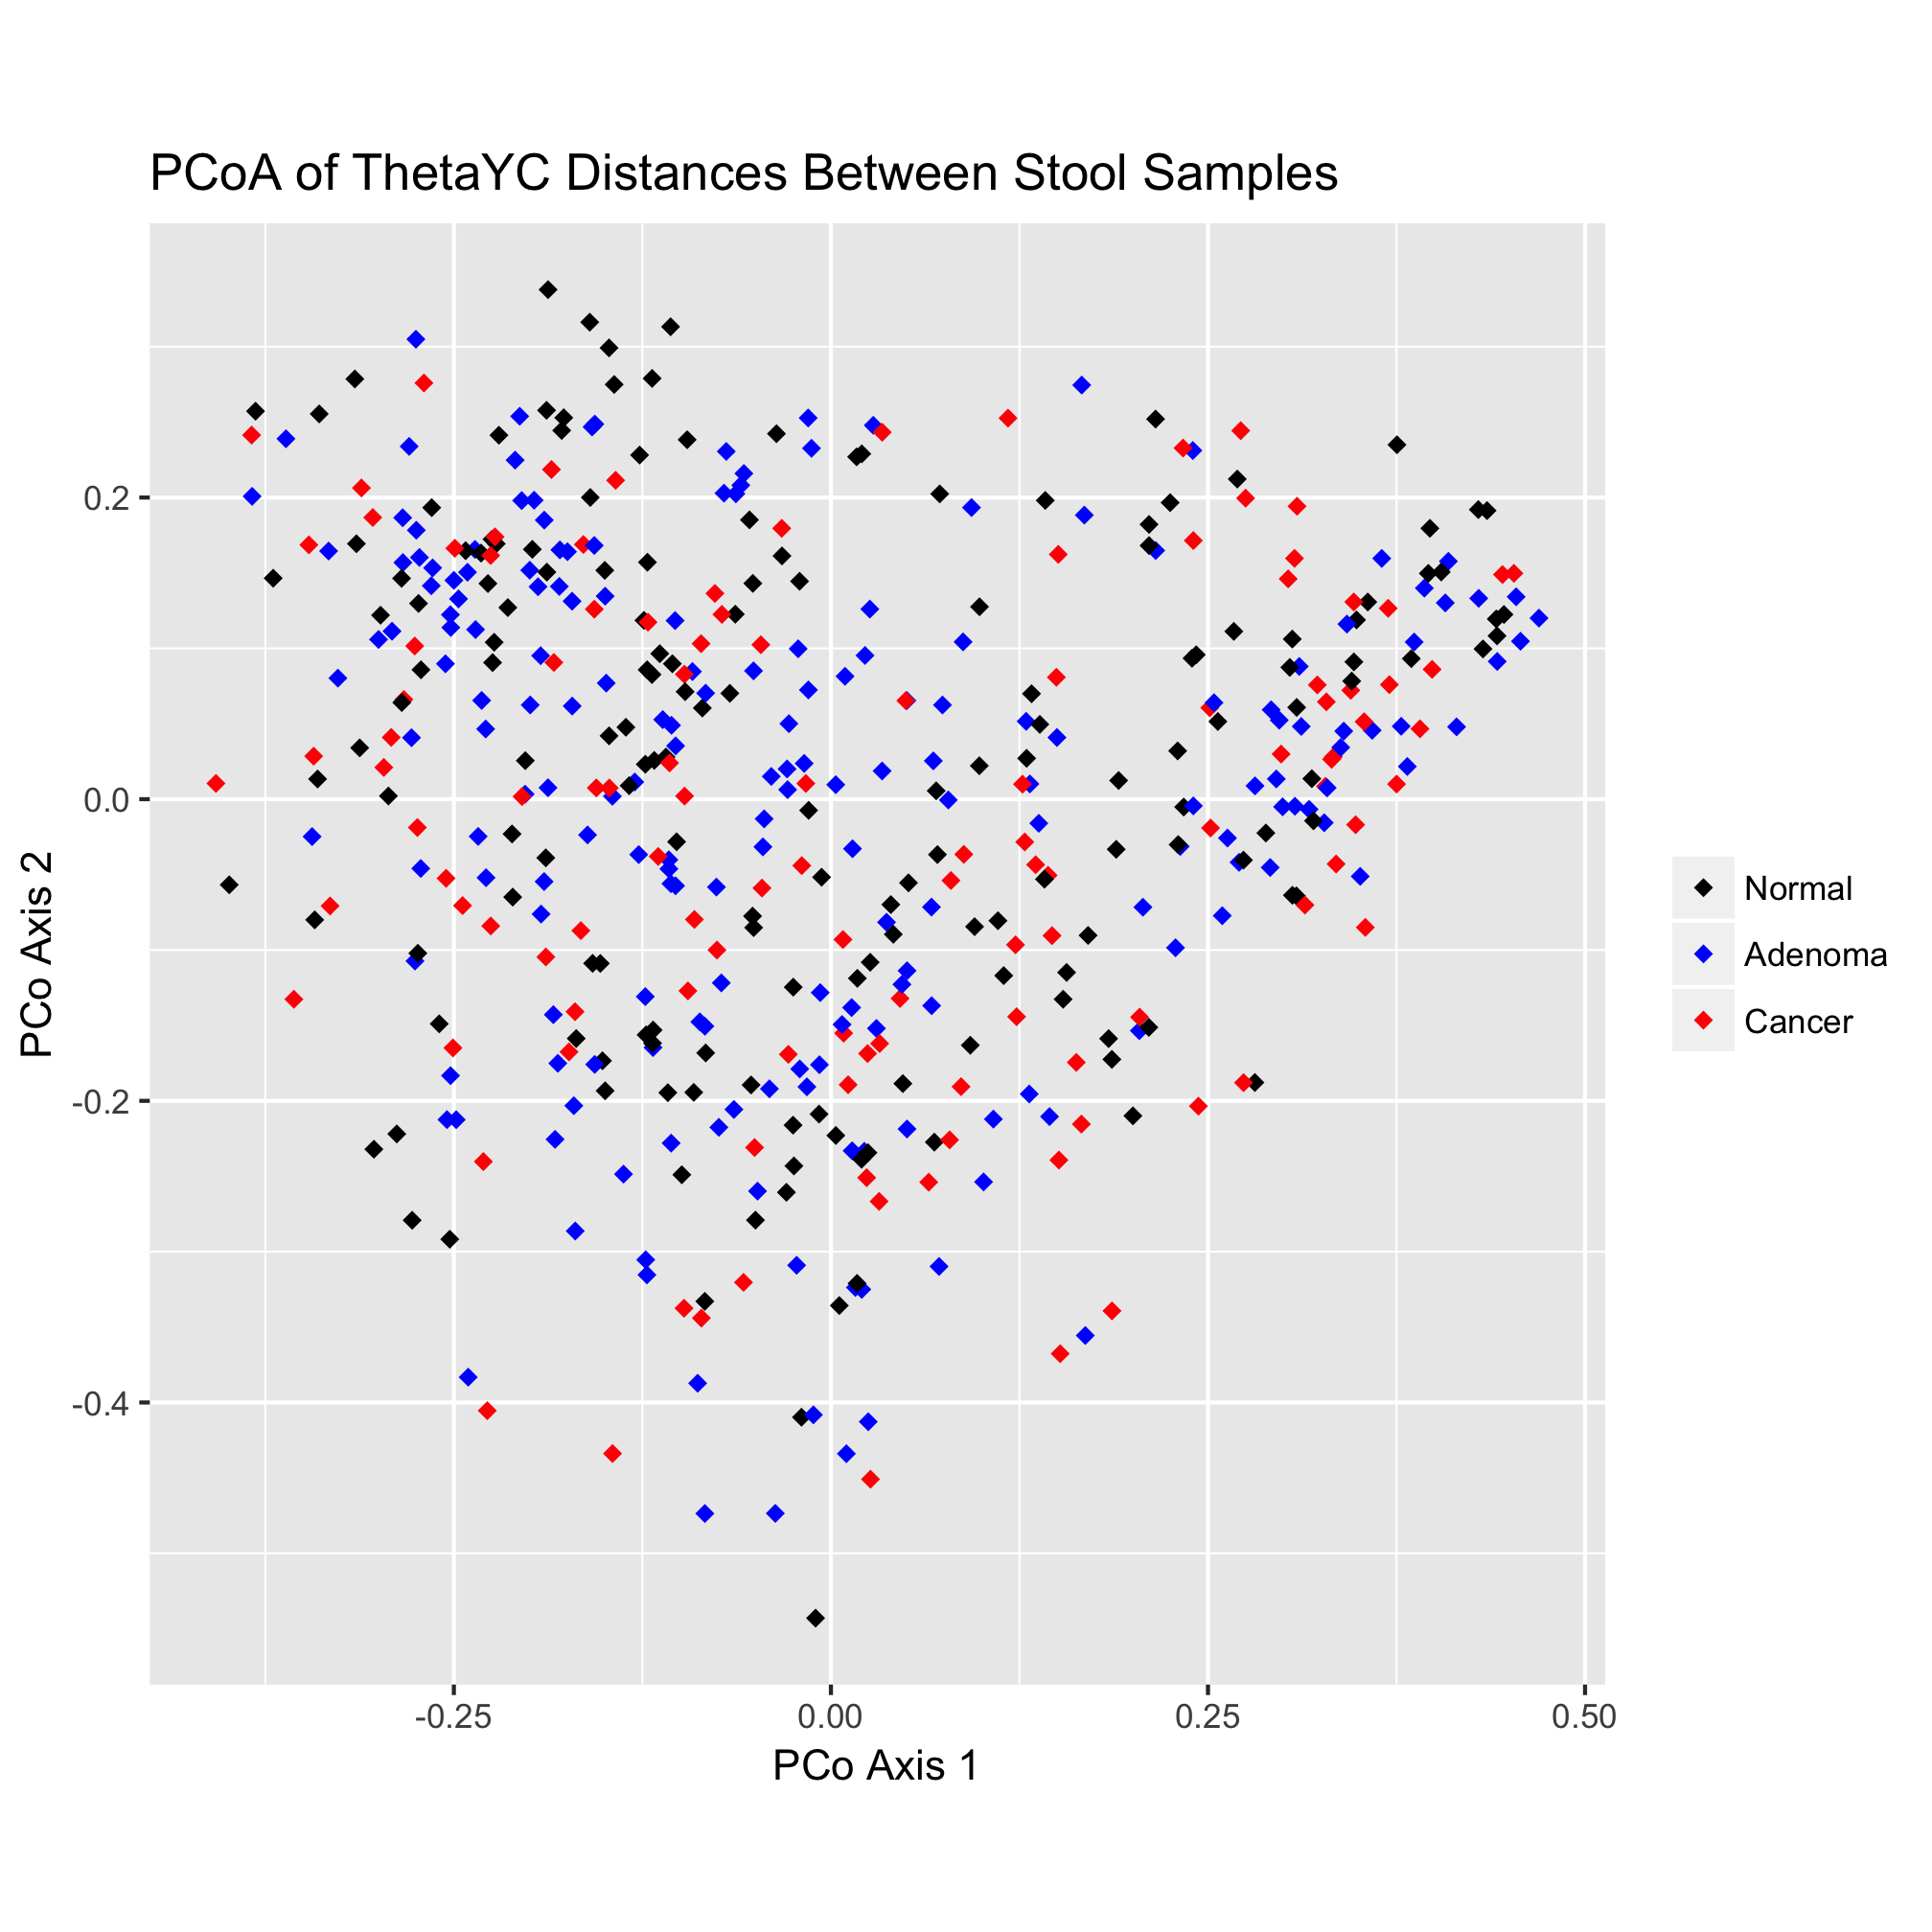 PCoA of ThetaYC Distances Between Stool Samples
PCo Axis 2
0.2
0.0
-0.2
-0.4
-0.25
0.00
0.25
0.50
PCo Axis 1
Normal
Adenoma
Cancer